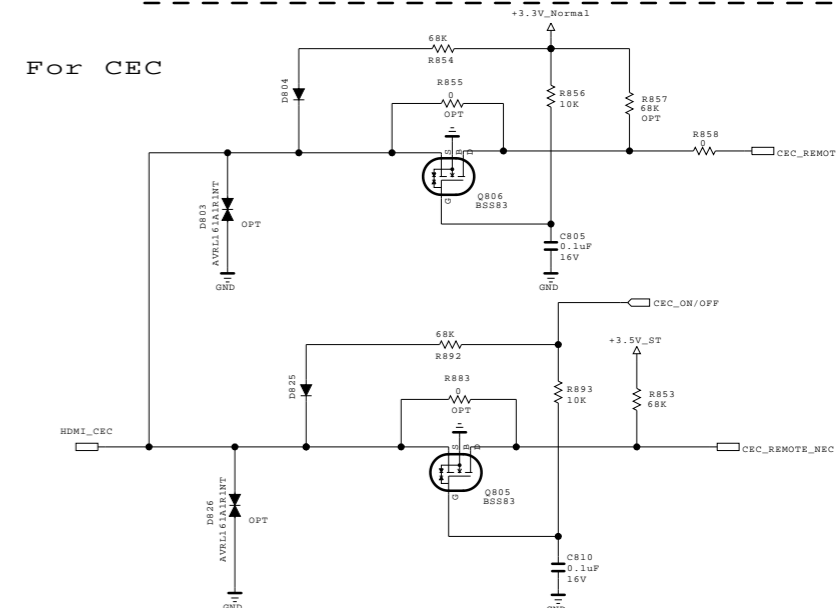 +3.3V_Normal
For CEC
68K
R854
D804
R855
0
OPT
R856
10K
R857
68K
OPT
R858
0
CEC_REMOT
S
B
D
G
Q806
BSS83
D803
AVRL161A1R1NT
OPT
GND
C805
0.1uF
16V
GND
CEC_ON/OFF
68K
R892
+3.5V_ST
D825
R883
0
OPT
R893
10K
R853
68K
HDMI_CEC
CEC_REMOTE_NEC
S
B
D
G
Q805
BSS83
D826
AVRL161A1R1NT
OPT
GND
C810
0.1uF
16V
GND